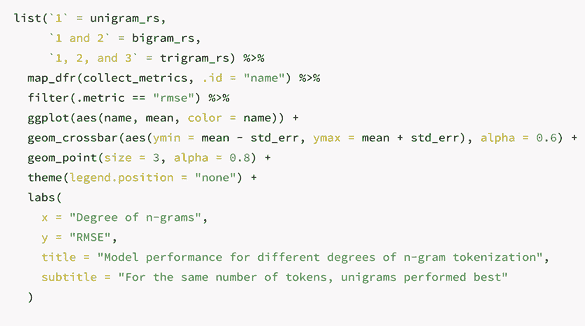 list(`1` = unigram_rs,
     `1 and 2` = bigram_rs,
     `1, 2, and 3` = trigram_rs) %>%
  map_dfr(collect_metrics, .id = "name") %>%
  filter(.metric == "rmse") %>%
  ggplot(aes(name, mean, color = name)) +
  geom_crossbar(aes(ymin = mean - std_err, ymax = mean + std_err), alpha = 0.6) +
  geom_point(size = 3, alpha = 0.8) +
  theme(legend.position = "none") +
  labs(
    x = "Degree of n-grams",
    y = "RMSE",
    title = "Model performance for different degrees of n-gram tokenization",
    subtitle = "For the same number of tokens, unigrams performed best"
  )